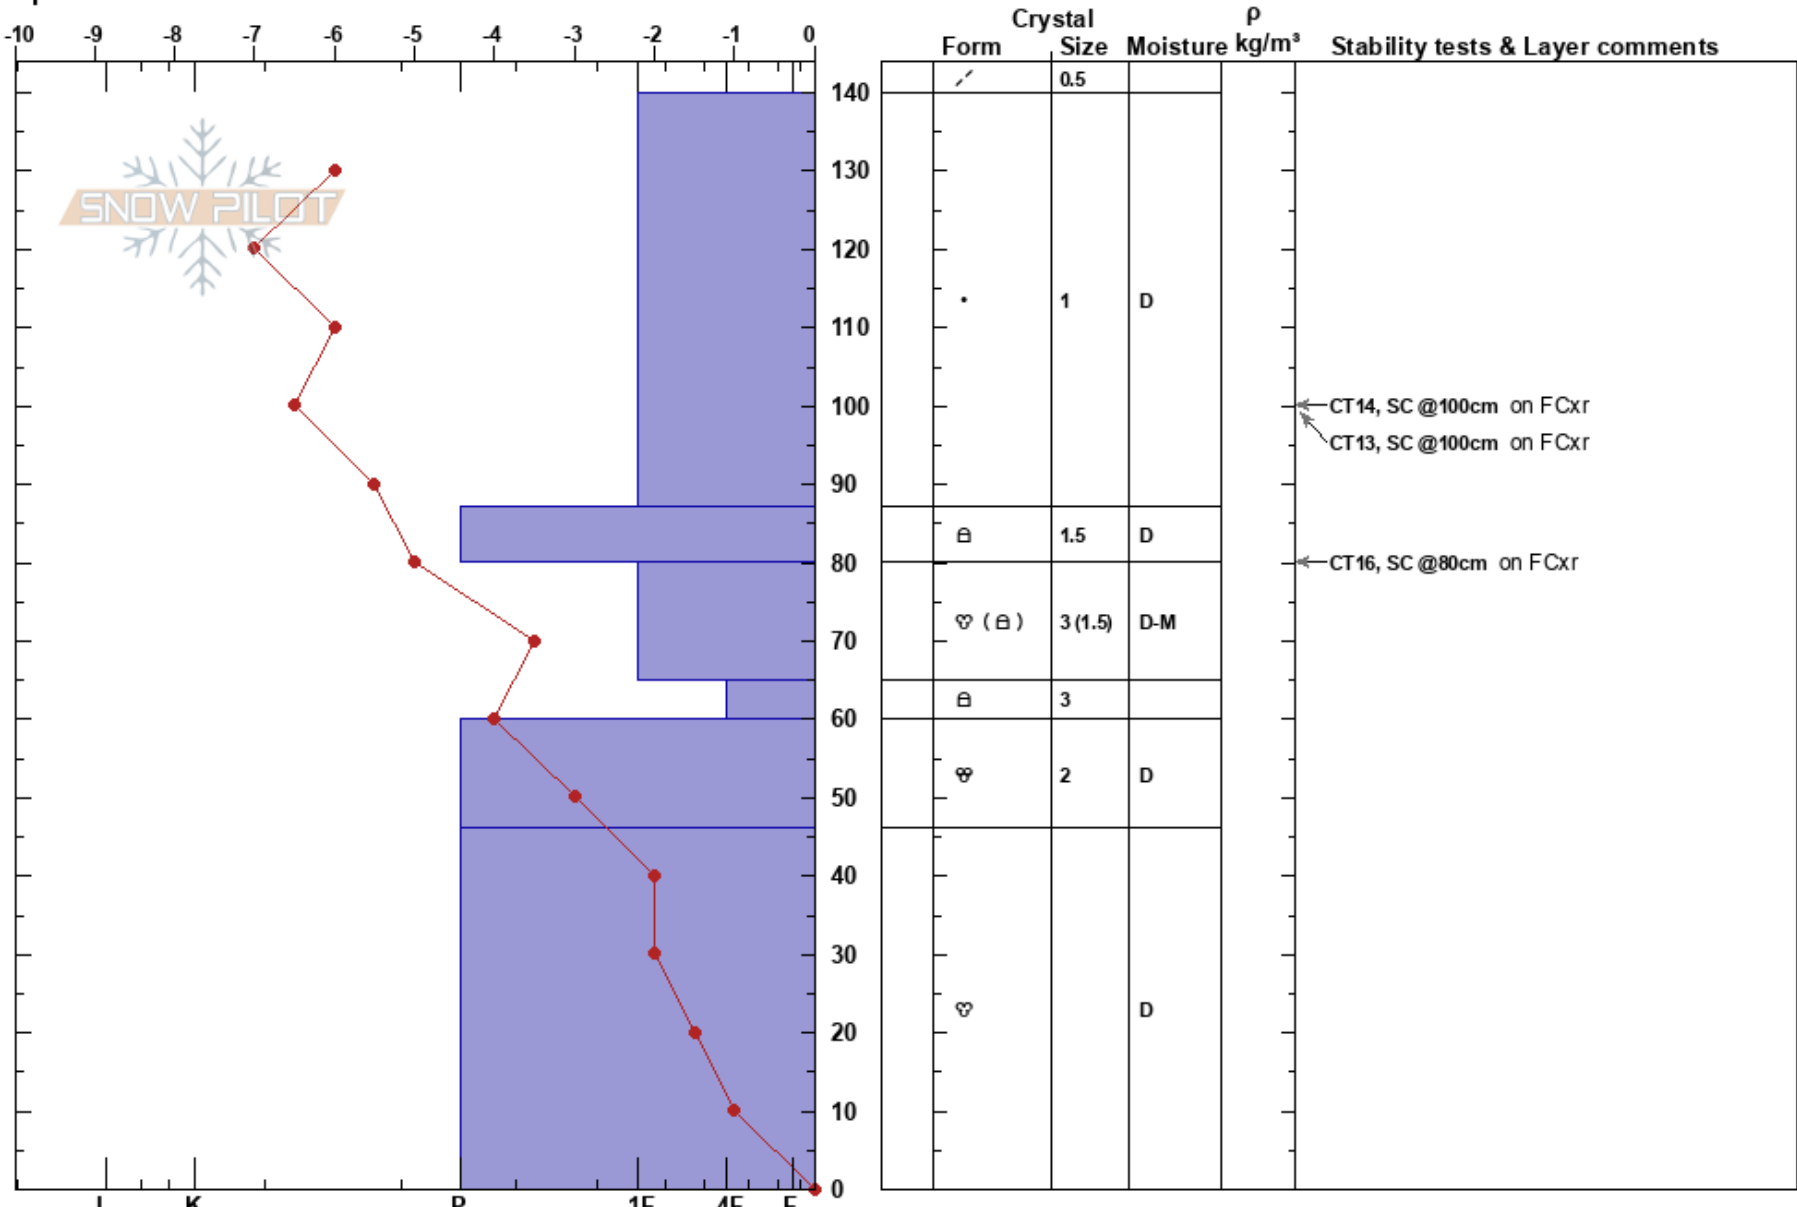 Crystal ρ
-10 -9 -8 -7 -6 -5 -4 -3 -2 -1 0 Form Size Moisture kg/m³ Stability tests & Layer comments
0.5
140
130
SNOW PILOT
120
110
1 D
100 CT14, SC @100cm on FCxr
CT13, SC @100cm on FCxr
90
1.5 D
80 CT16, SC @80cm on FCxr
( ) 3 (1.5) D-M
70
3
60
2 D
50
40
30
20
D
10
0
I K P 1F 4F F